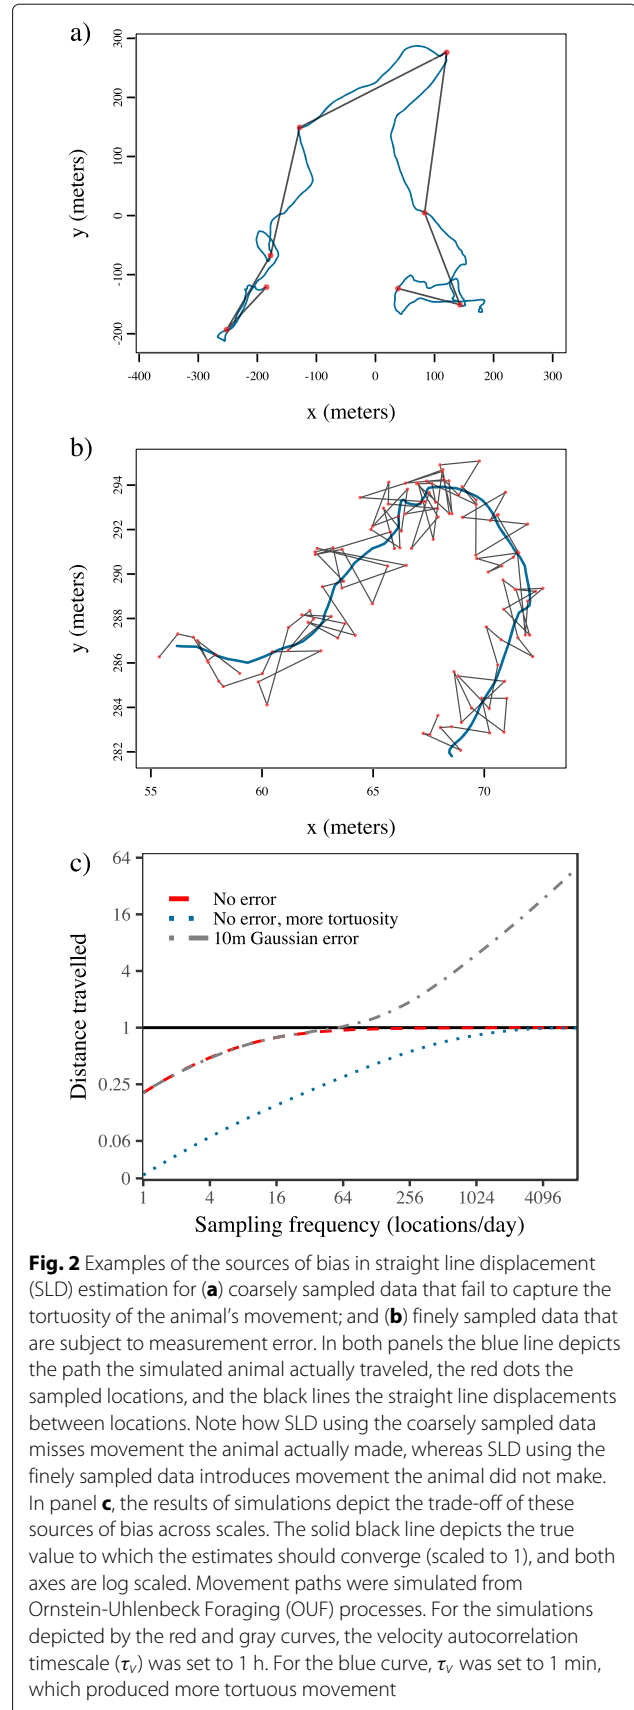 a)
300
200
100
0
-100
-200
y (meters)
-400 -300 -200 -100 0 100 200 300
x (meters)
b)
294
292
290
288
286
284
282
y (meters)
55 60 65 70
x (meters)
c)
64
16
4
1
0.25
0.06
0
Distance travelled
No error
No error, more tortuosity
10m Gaussian error
1 4 16 64 256 1024 4096
Sampling frequency (locations/day)
Fig. 2 Examples of the sources of bias in straight line displacement
(SLD) estimation for (a) coarsely sampled data that fail to capture the
tortuosity of the animal's movement; and (b) finely sampled data that
are subject to measurement error. In both panels the blue line depicts
the path the simulated animal actually traveled, the red dots the
sampled locations, and the black lines the straight line displacements
between locations. Note how SLD using the coarsely sampled data
misses movement the animal actually made, whereas SLD using the
finely sampled data introduces movement the animal did not make.
In panel c, the results of simulations depict the trade-off of these
sources of bias across scales. The solid black line depicts the true
value to which the estimates should converge (scaled to 1), and both
axes are log scaled. Movement paths were simulated from
Ornstein-Uhlenbeck Foraging (OUF) processes. For the simulations
depicted by the red and gray curves, the velocity autocorrelation
timescale (τv) was set to 1 h. For the blue curve, τv was set to 1 min,
which produced more tortuous movement